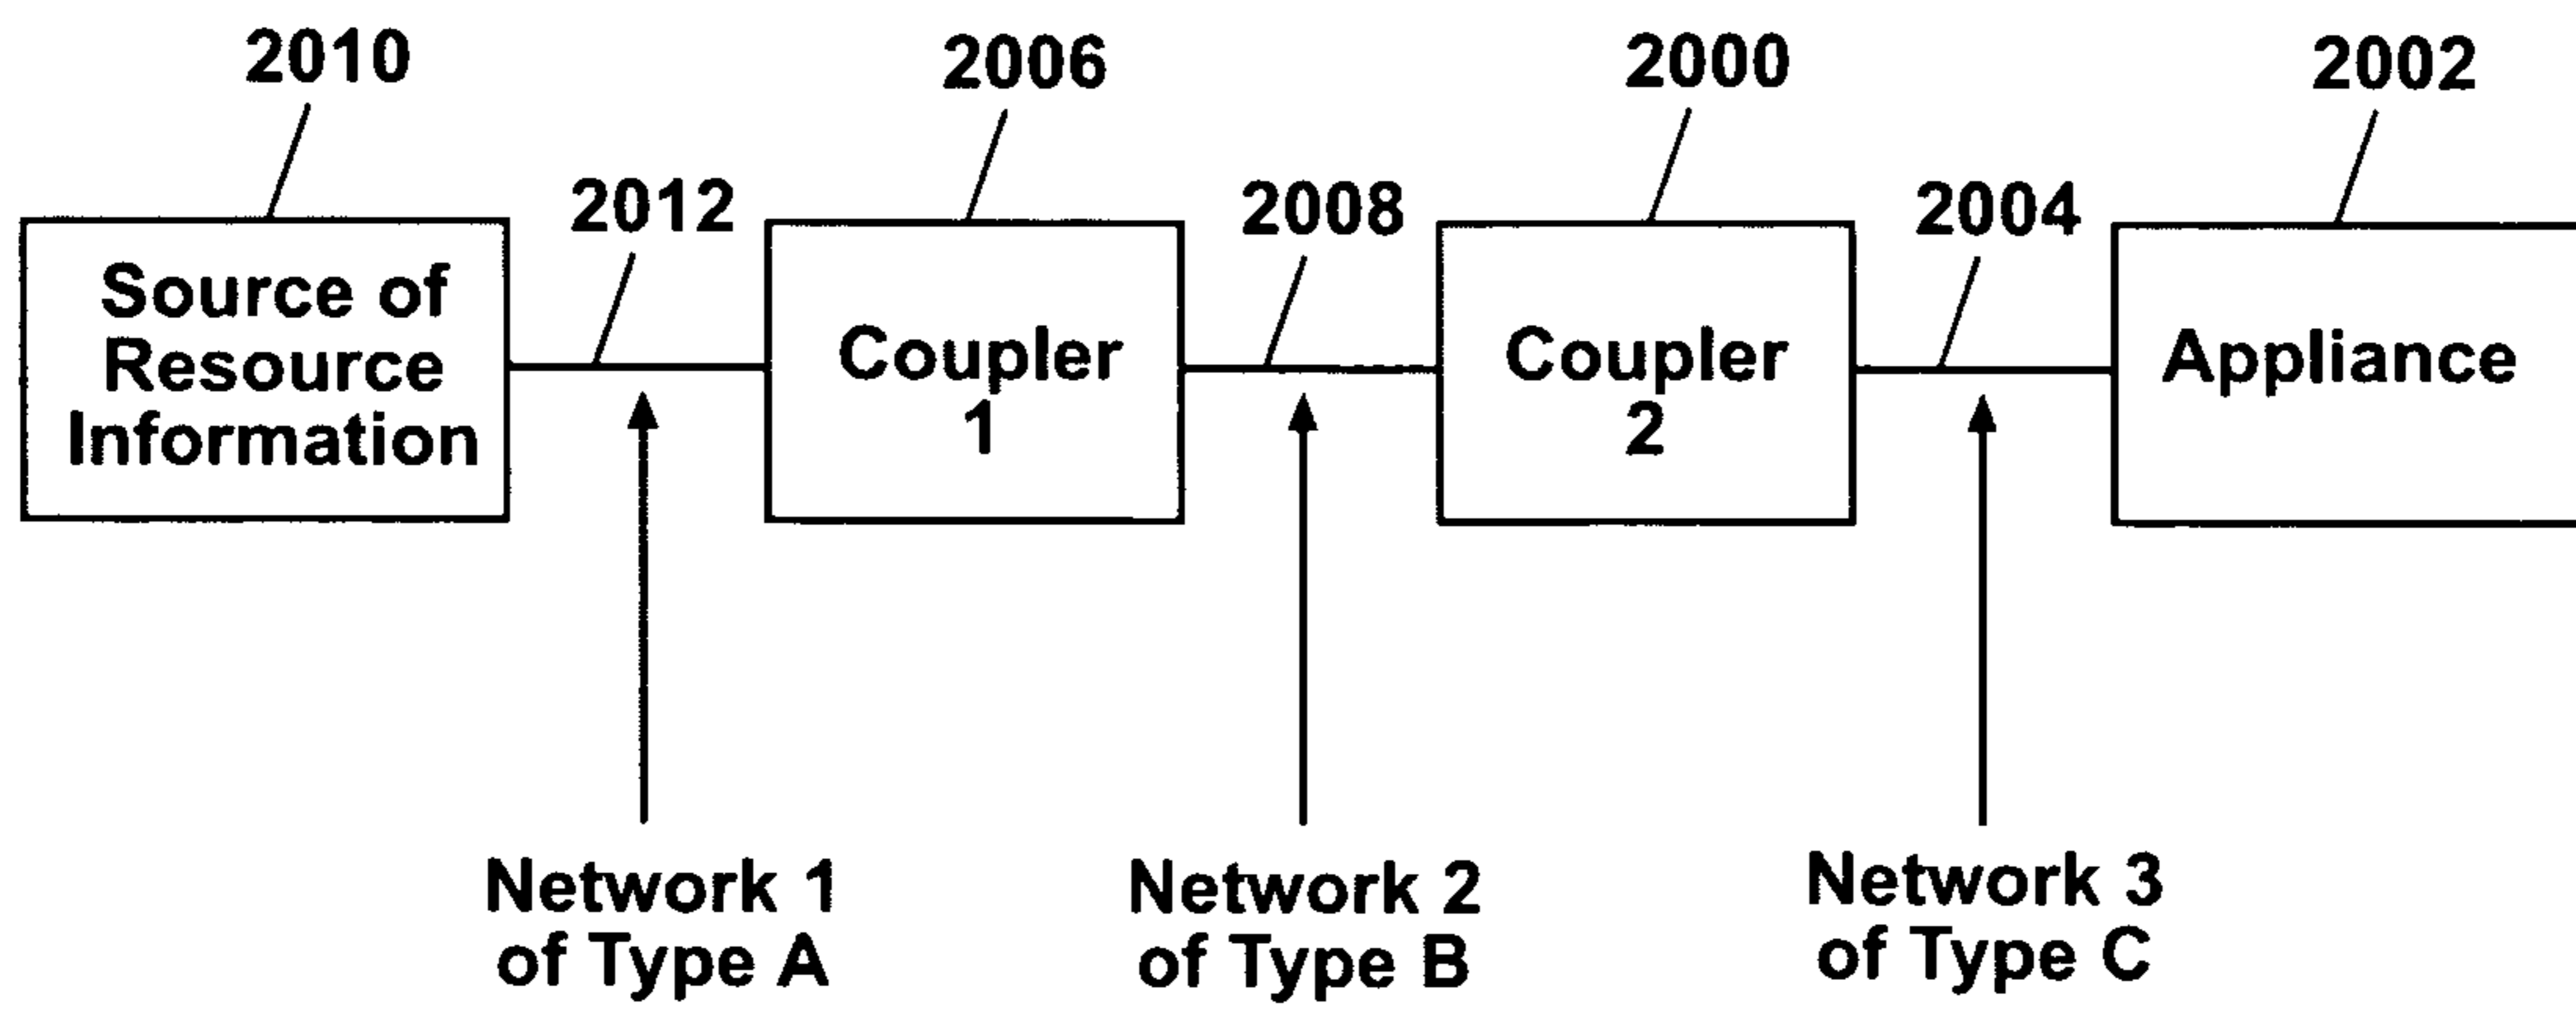 2010
2006
2000
2002
2012
2008
2004
Source of
Resource
Information
Coupler
1
Coupler
2
Appliance
Network 1
of Type A
Network 2
of Type B
Network 3
of Type C